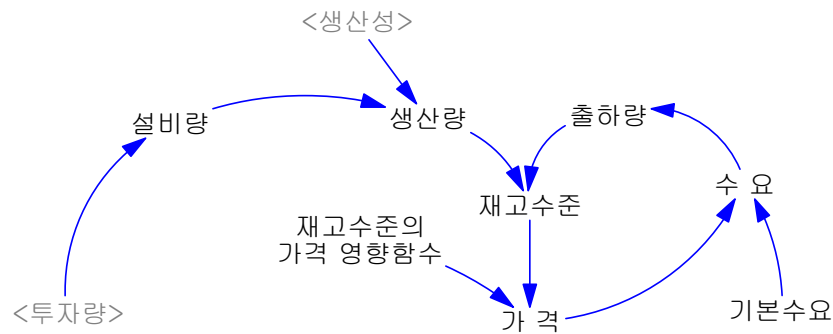 <생산성>
설비량
생산량
출하량
수 요
재고수준
재고수준의
가격 영향함수
<투자량>
가 격
기본수요